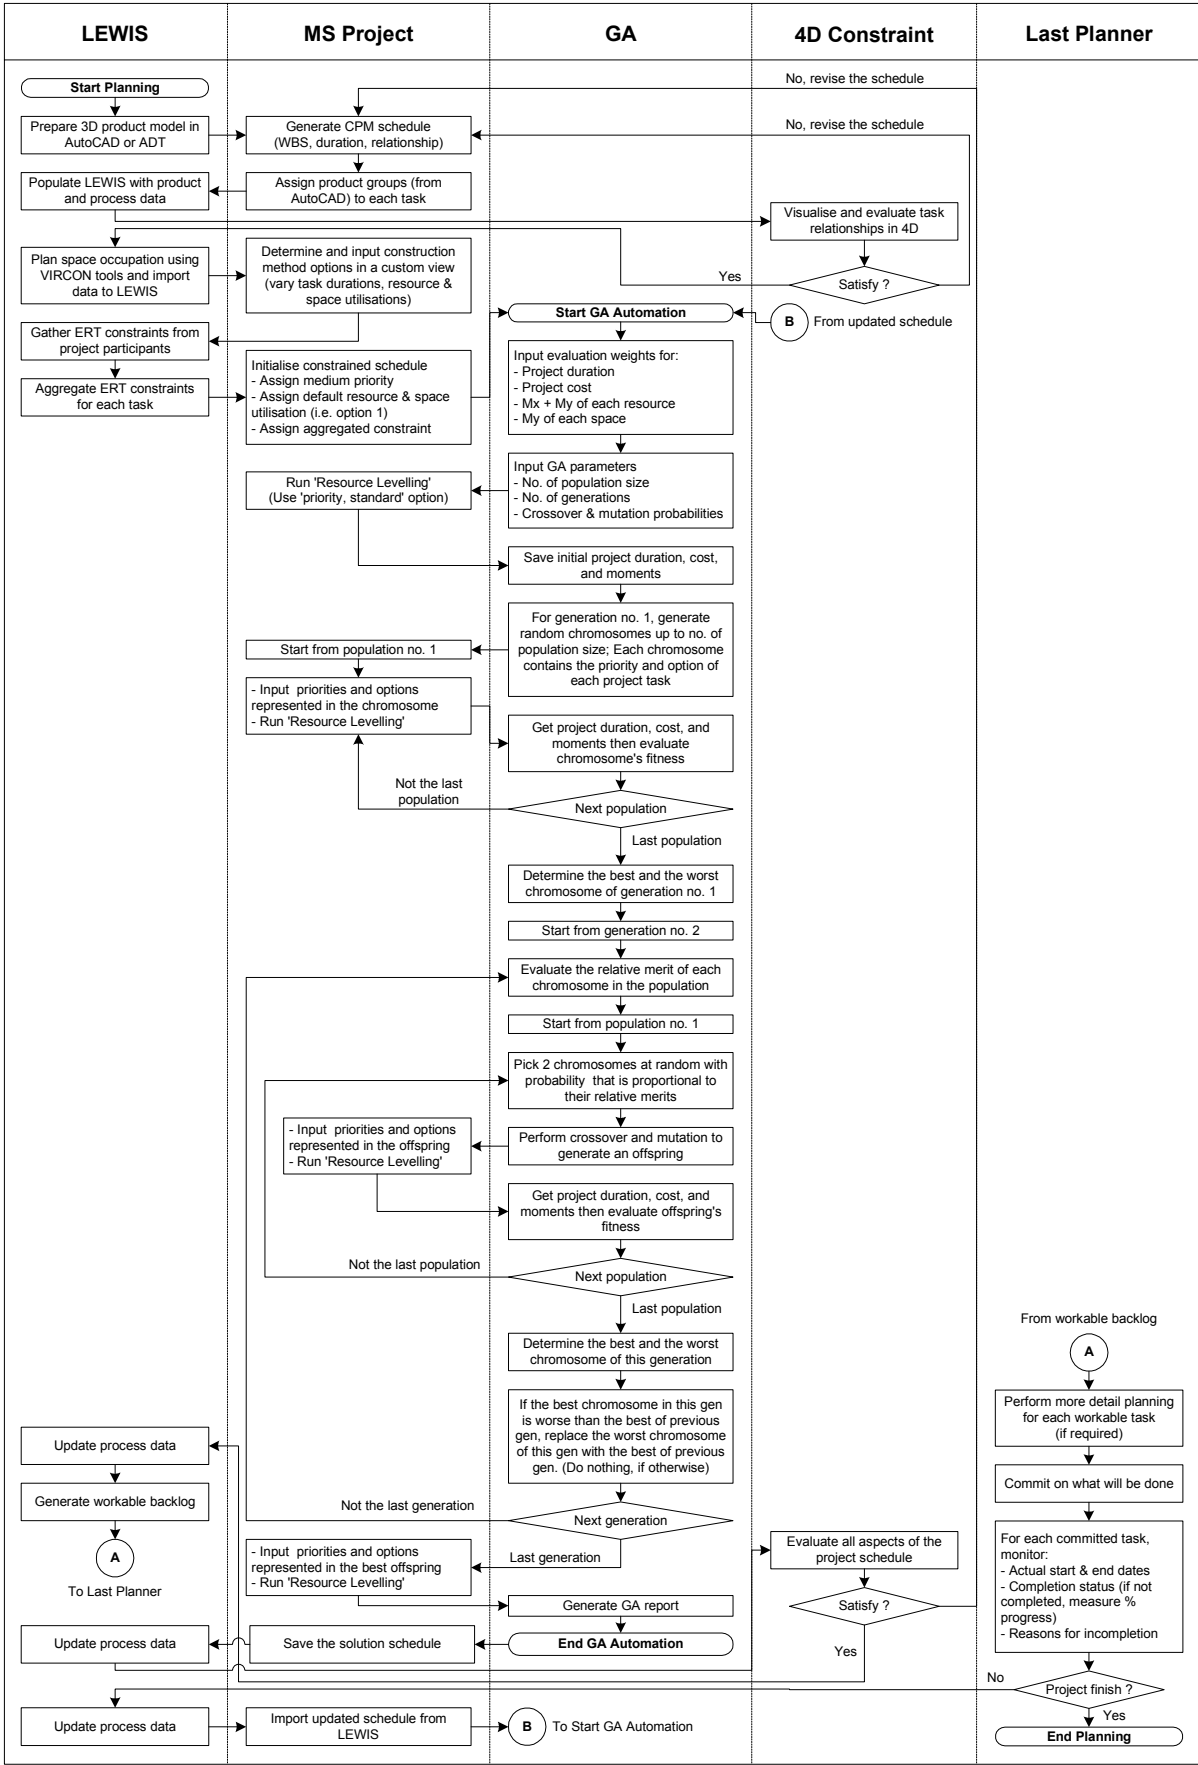 LEWIS
MS Project
GA
4D Constraint
Last Planner
No, revise the schedule
Start Planning
Prepare 3D product model in
AutoCAD or ADT
Generate CPM schedule
(WBS, duration, relationship)
No, revise the schedule
Populate LEWIS with product
and process data
Assign product groups (from
AutoCAD) to each task
Visualise and evaluate task
relationships in 4D
Plan space occupation using
VIRCON tools and import
data to LEWIS
Determine and input construction
method options in a custom view
(vary task durations, resource &
space utilisations)
Yes
Satisfy ?
Start GA Automation
B
From updated schedule
Gather ERT constraints from
project participants
Aggregate ERT constraints
for each task
Initialise constrained schedule
- Assign medium priority
- Assign default resource & space
utilisation (i.e. option 1)
- Assign aggregated constraint
Input evaluation weights for:
- Project duration
- Project cost
- Mx + My of each resource
- My of each space
Run 'Resource Levelling'
(Use 'priority, standard' option)
Input GA parameters
- No. of population size
- No. of generations
- Crossover & mutation probabilities
Save initial project duration, cost,
and moments
For generation no. 1, generate
random chromosomes up to no. of
population size; Each chromosome
contains the priority and option of
each project task
Start from population no. 1
- Input priorities and options
represented in the chromosome
- Run 'Resource Levelling'
Get project duration, cost, and
moments then evaluate
chromosome's fitness
Not the last
population
Next population
Last population
Determine the best and the worst
chromosome of generation no. 1
Start from generation no. 2
Evaluate the relative merit of each
chromosome in the population
Start from population no. 1
Pick 2 chromosomes at random with
probability that is proportional to
their relative merits
- Input priorities and options
represented in the offspring
- Run 'Resource Levelling'
Perform crossover and mutation to
generate an offspring
Get project duration, cost, and
moments then evaluate offspring's
fitness
Not the last population
Next population
Last population
From workable backlog
A
Determine the best and the worst
chromosome of this generation
If the best chromosome in this gen
is worse than the best of previous
gen, replace the worst chromosome
of this gen with the best of previous
gen. (Do nothing, if otherwise)
Perform more detail planning
for each workable task
(if required)
Update process data
Commit on what will be done
Generate workable backlog
Not the last generation
Next generation
A
To Last Planner
- Input priorities and options
represented in the best offspring
- Run 'Resource Levelling'
Last generation
Evaluate all aspects of the
project schedule
For each committed task,
monitor:
- Actual start & end dates
- Completion status (if not
completed, measure %
progress)
- Reasons for incompletion
Generate GA report
Satisfy ?
Update process data
Save the solution schedule
End GA Automation
Yes
No
Project finish ?
Yes
Update process data
Import updated schedule from
LEWIS
B
To Start GA Automation
End Planning